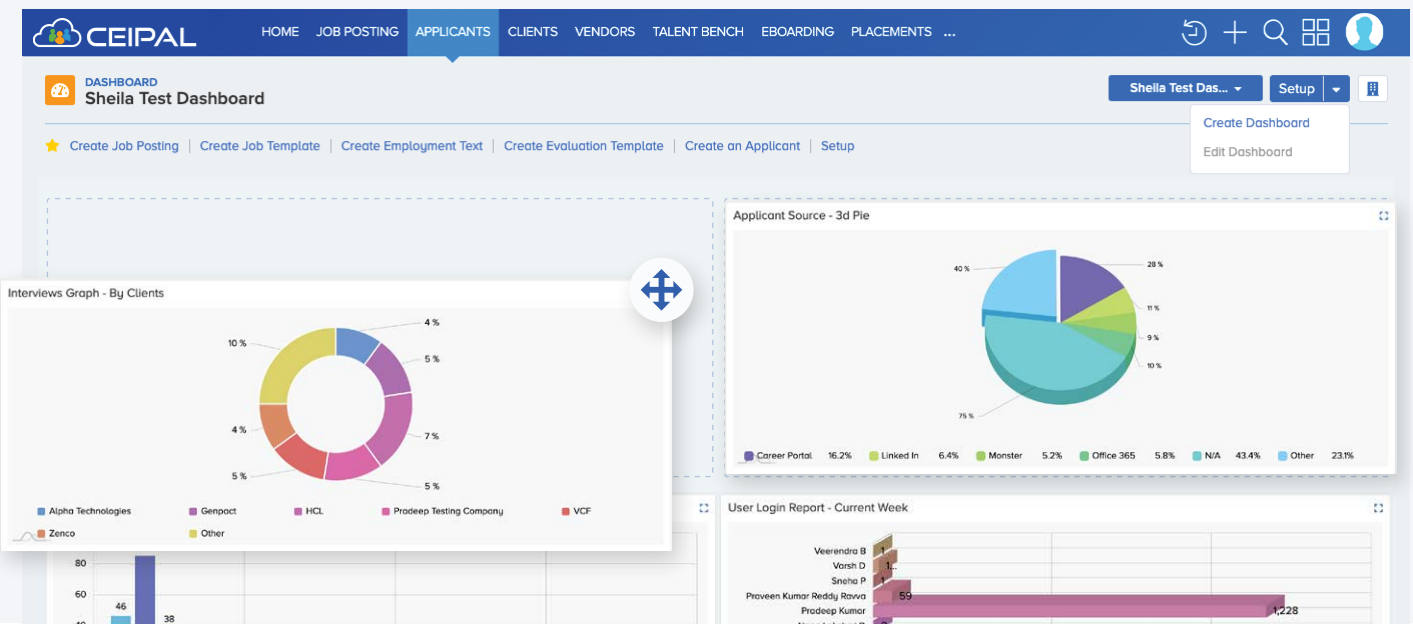 CEIPAL
HOME JOB POSTING APPLICANTS CLIENTS VENDORS TALENT BENCH EBOARDING PLACEMENTS ...
DASHBOARD
Sheila Test Dashboard
Sheila Test Das... Setup
Create Dashboard
Edit Dashboard
Create Job Posting | Create Job Template | Create Employment Text | Create Evaluation Template | Create an Applicant | Setup
Applicant Source - 3d Pie
40 %
28 %
11 %
9 %
10 %
75 %
Career Portal 16.2% Linked In 6.4% Monster 5.2% Office 365 5.8% N/A 43.4% Other 23.1%
Interviews Graph - By Clients
10 %
4 %
5 %
7 %
4 %
5 %
5 %
Alpha Technologies Genpact HCL Pradeep Testing Company VCF
Zenco Other
80
60
46
38
User Login Report - Current Week
Veerendra B 1
Varsh D 1...
Sneha P 1
Praveen Kumar Reddy Ravva 59
Pradeep Kumar 1,228